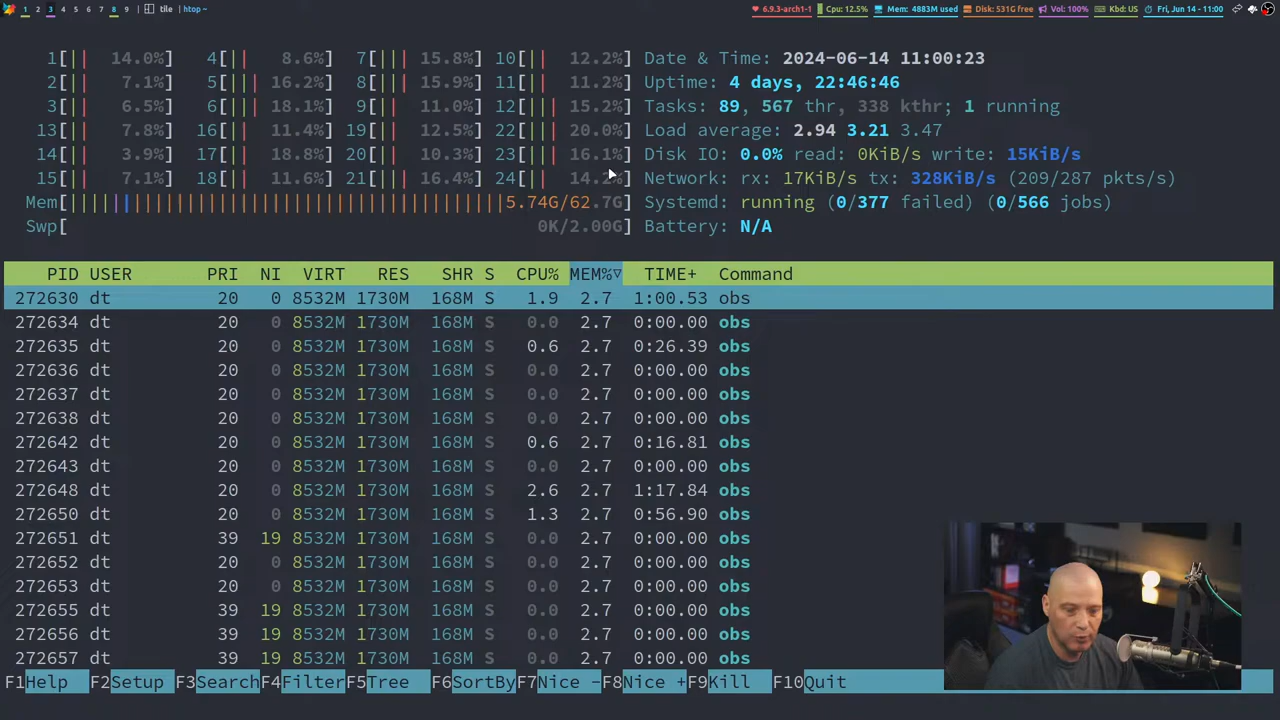 1 2 3 4 5 6 7 8 9 tile htop ~ 6.9.3-arch1-1 Cpu: 12.5% Mem: 4883M used Disk: 531G free Vol: 100% Kbd: US Fri, Jun 14 - 11:00
1[|| 14.0%] 4[|| 8.6%] 7[||| 15.8%] 10[|| 12.2%] Date & Time: 2024-06-14 11:00:23
2[|| 7.1%] 5[||| 16.2%] 8[||| 15.9%] 11[|| 11.2%] Uptime: 4 days, 22:46:46
3[|| 6.5%] 6[||| 18.1%] 9[|| 11.0%] 12[||| 15.2%] Tasks: 89, 567 thr, 338 kthr; 1 running
13[|| 7.8%] 16[|| 11.4%] 19[|| 12.5%] 22[||| 20.0%] Load average: 2.94 3.21 3.47
14[|| 3.9%] 17[||| 18.8%] 20[|| 10.3%] 23[||| 16.1%] Disk IO: 0.0% read: 0KiB/s write: 15KiB/s
15[|| 7.1%] 18[|| 11.6%] 21[||| 16.4%] 24[|| 14.2%] Network: rx: 17KiB/s tx: 328KiB/s (209/287 pkts/s)
Mem[||||||||||||||||||||||||||||||||||||||||||||||||5.74G/62.7G] Systemd: running (0/377 failed) (0/566 jobs)
Swp[ 0K/2.00G] Battery: N/A
PID USER PRI NI VIRT RES SHR S CPU% MEM%▽ TIME+ Command
272630 dt 20 0 8532M 1730M 168M S 1.9 2.7 1:00.53 obs
272634 dt 20 0 8532M 1730M 168M S 0.0 2.7 0:00.00 obs
272635 dt 20 0 8532M 1730M 168M S 0.6 2.7 0:26.39 obs
272636 dt 20 0 8532M 1730M 168M S 0.0 2.7 0:00.00 obs
272637 dt 20 0 8532M 1730M 168M S 0.0 2.7 0:00.00 obs
272638 dt 20 0 8532M 1730M 168M S 0.0 2.7 0:00.00 obs
272642 dt 20 0 8532M 1730M 168M S 0.6 2.7 0:16.81 obs
272643 dt 20 0 8532M 1730M 168M S 0.0 2.7 0:00.00 obs
272648 dt 20 0 8532M 1730M 168M S 2.6 2.7 1:17.84 obs
272650 dt 20 0 8532M 1730M 168M S 1.3 2.7 0:56.90 obs
272651 dt 39 19 8532M 1730M 168M S 0.0 2.7 0:00.00 obs
272652 dt 20 0 8532M 1730M 168M S 0.0 2.7 0:00.00 obs
272653 dt 20 0 8532M 1730M 168M S 0.0 2.7 0:00.00 obs
272655 dt 39 19 8532M 1730M 168M S 0.0 2.7 0:00.00 obs
272656 dt 39 19 8532M 1730M 168M S 0.0 2.7 0:00.00 obs
272657 dt 39 19 8532M 1730M 168M S 0.0 2.7 0:00.00 obs
F1Help F2Setup F3SearchF4FilterF5Tree F6SortByF7Nice -F8Nice +F9Kill F10Quit